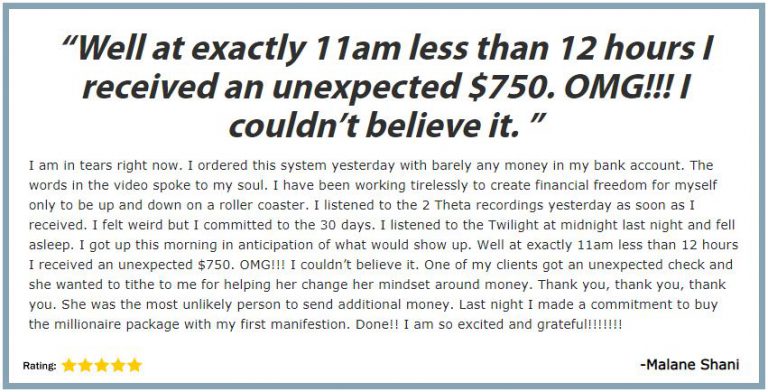 “Well at exactly 11am less than 12 hours I
received an unexpected $750. OMG!!! I
couldn’t believe it. ”
I am in tears right now. I ordered this system yesterday with barely any money in my bank account. The
words in the video spoke to my soul. I have been working tirelessly to create financial freedom for myself
only to be up and down on a roller coaster. I listened to the 2 Theta recordings yesterday as soon as I
received. I felt weird but I committed to the 30 days. I listened to the Twilight at midnight last night and fell
asleep. I got up this morning in anticipation of what would show up. Well at exactly 11am less than 12 hours
I received an unexpected $750. OMG!!! I couldn’t believe it. One of my clients got an unexpected check and
she wanted to tithe to me for helping her change her mindset around money. Thank you, thank you, thank
you. She was the most unlikely person to send additional money. Last night I made a commitment to buy
the millionaire package with my first manifestion. Done!! I am so excited and grateful!!!!!!!
Rating:
-Malane Shani